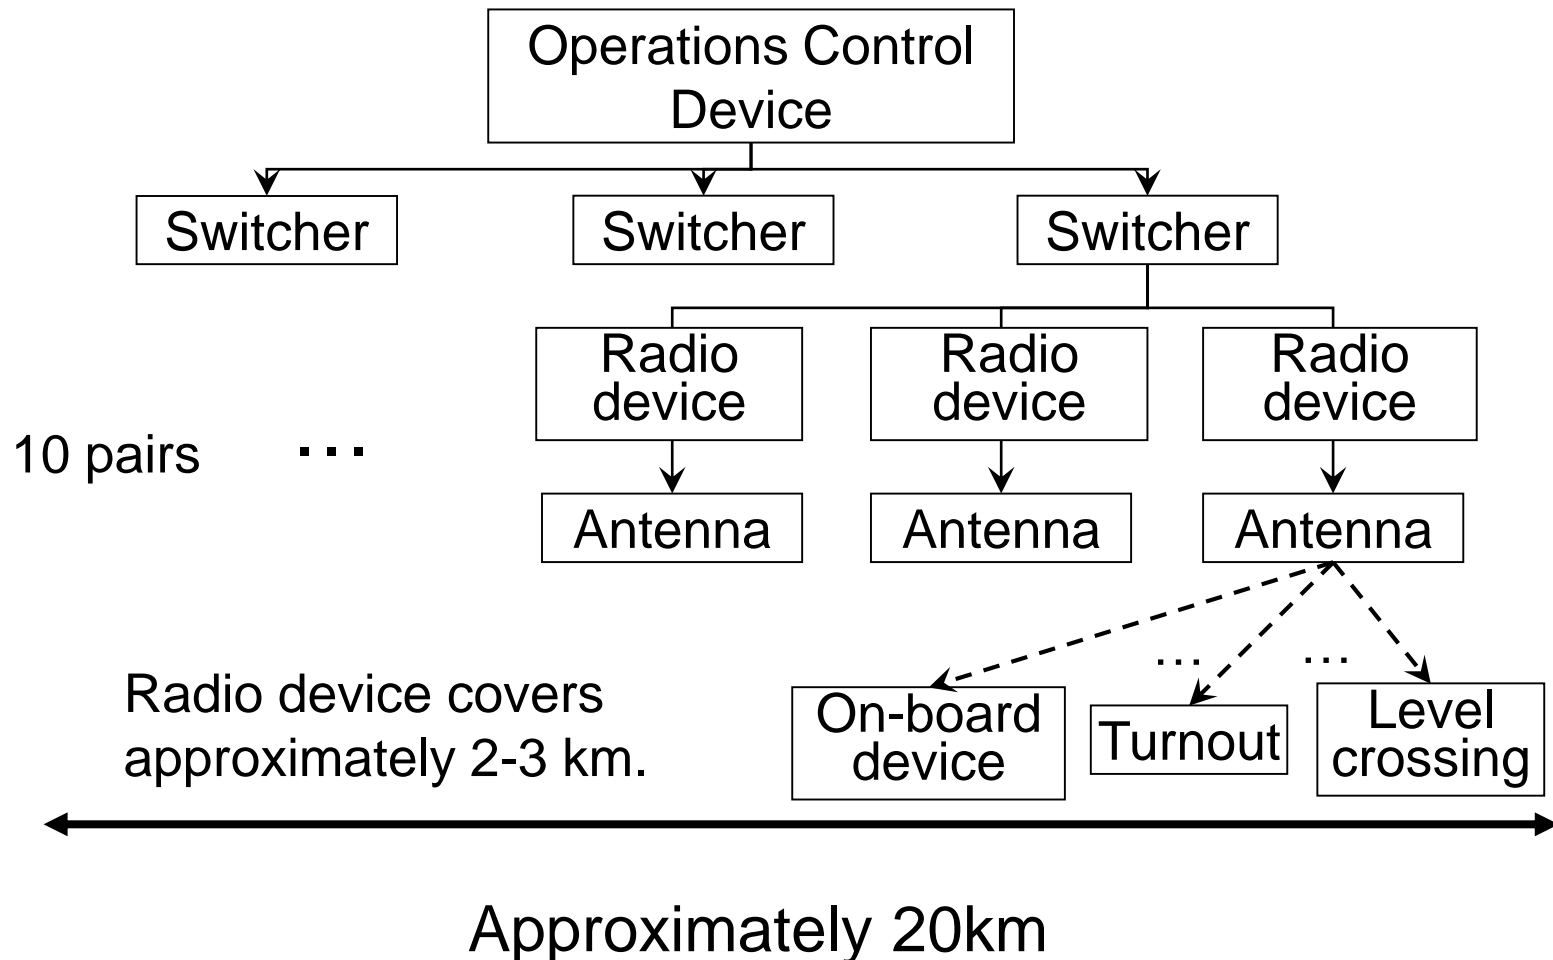 Operations Control
Device
Switcher
Switcher
Switcher
Radio
device
Radio
device
Radio
device
10 pairs
...
Antenna
Antenna
Antenna
...
...
Radio device covers
approximately 2-3 km.
On-board
device
Turnout
Level
crossing
Approximately 20km